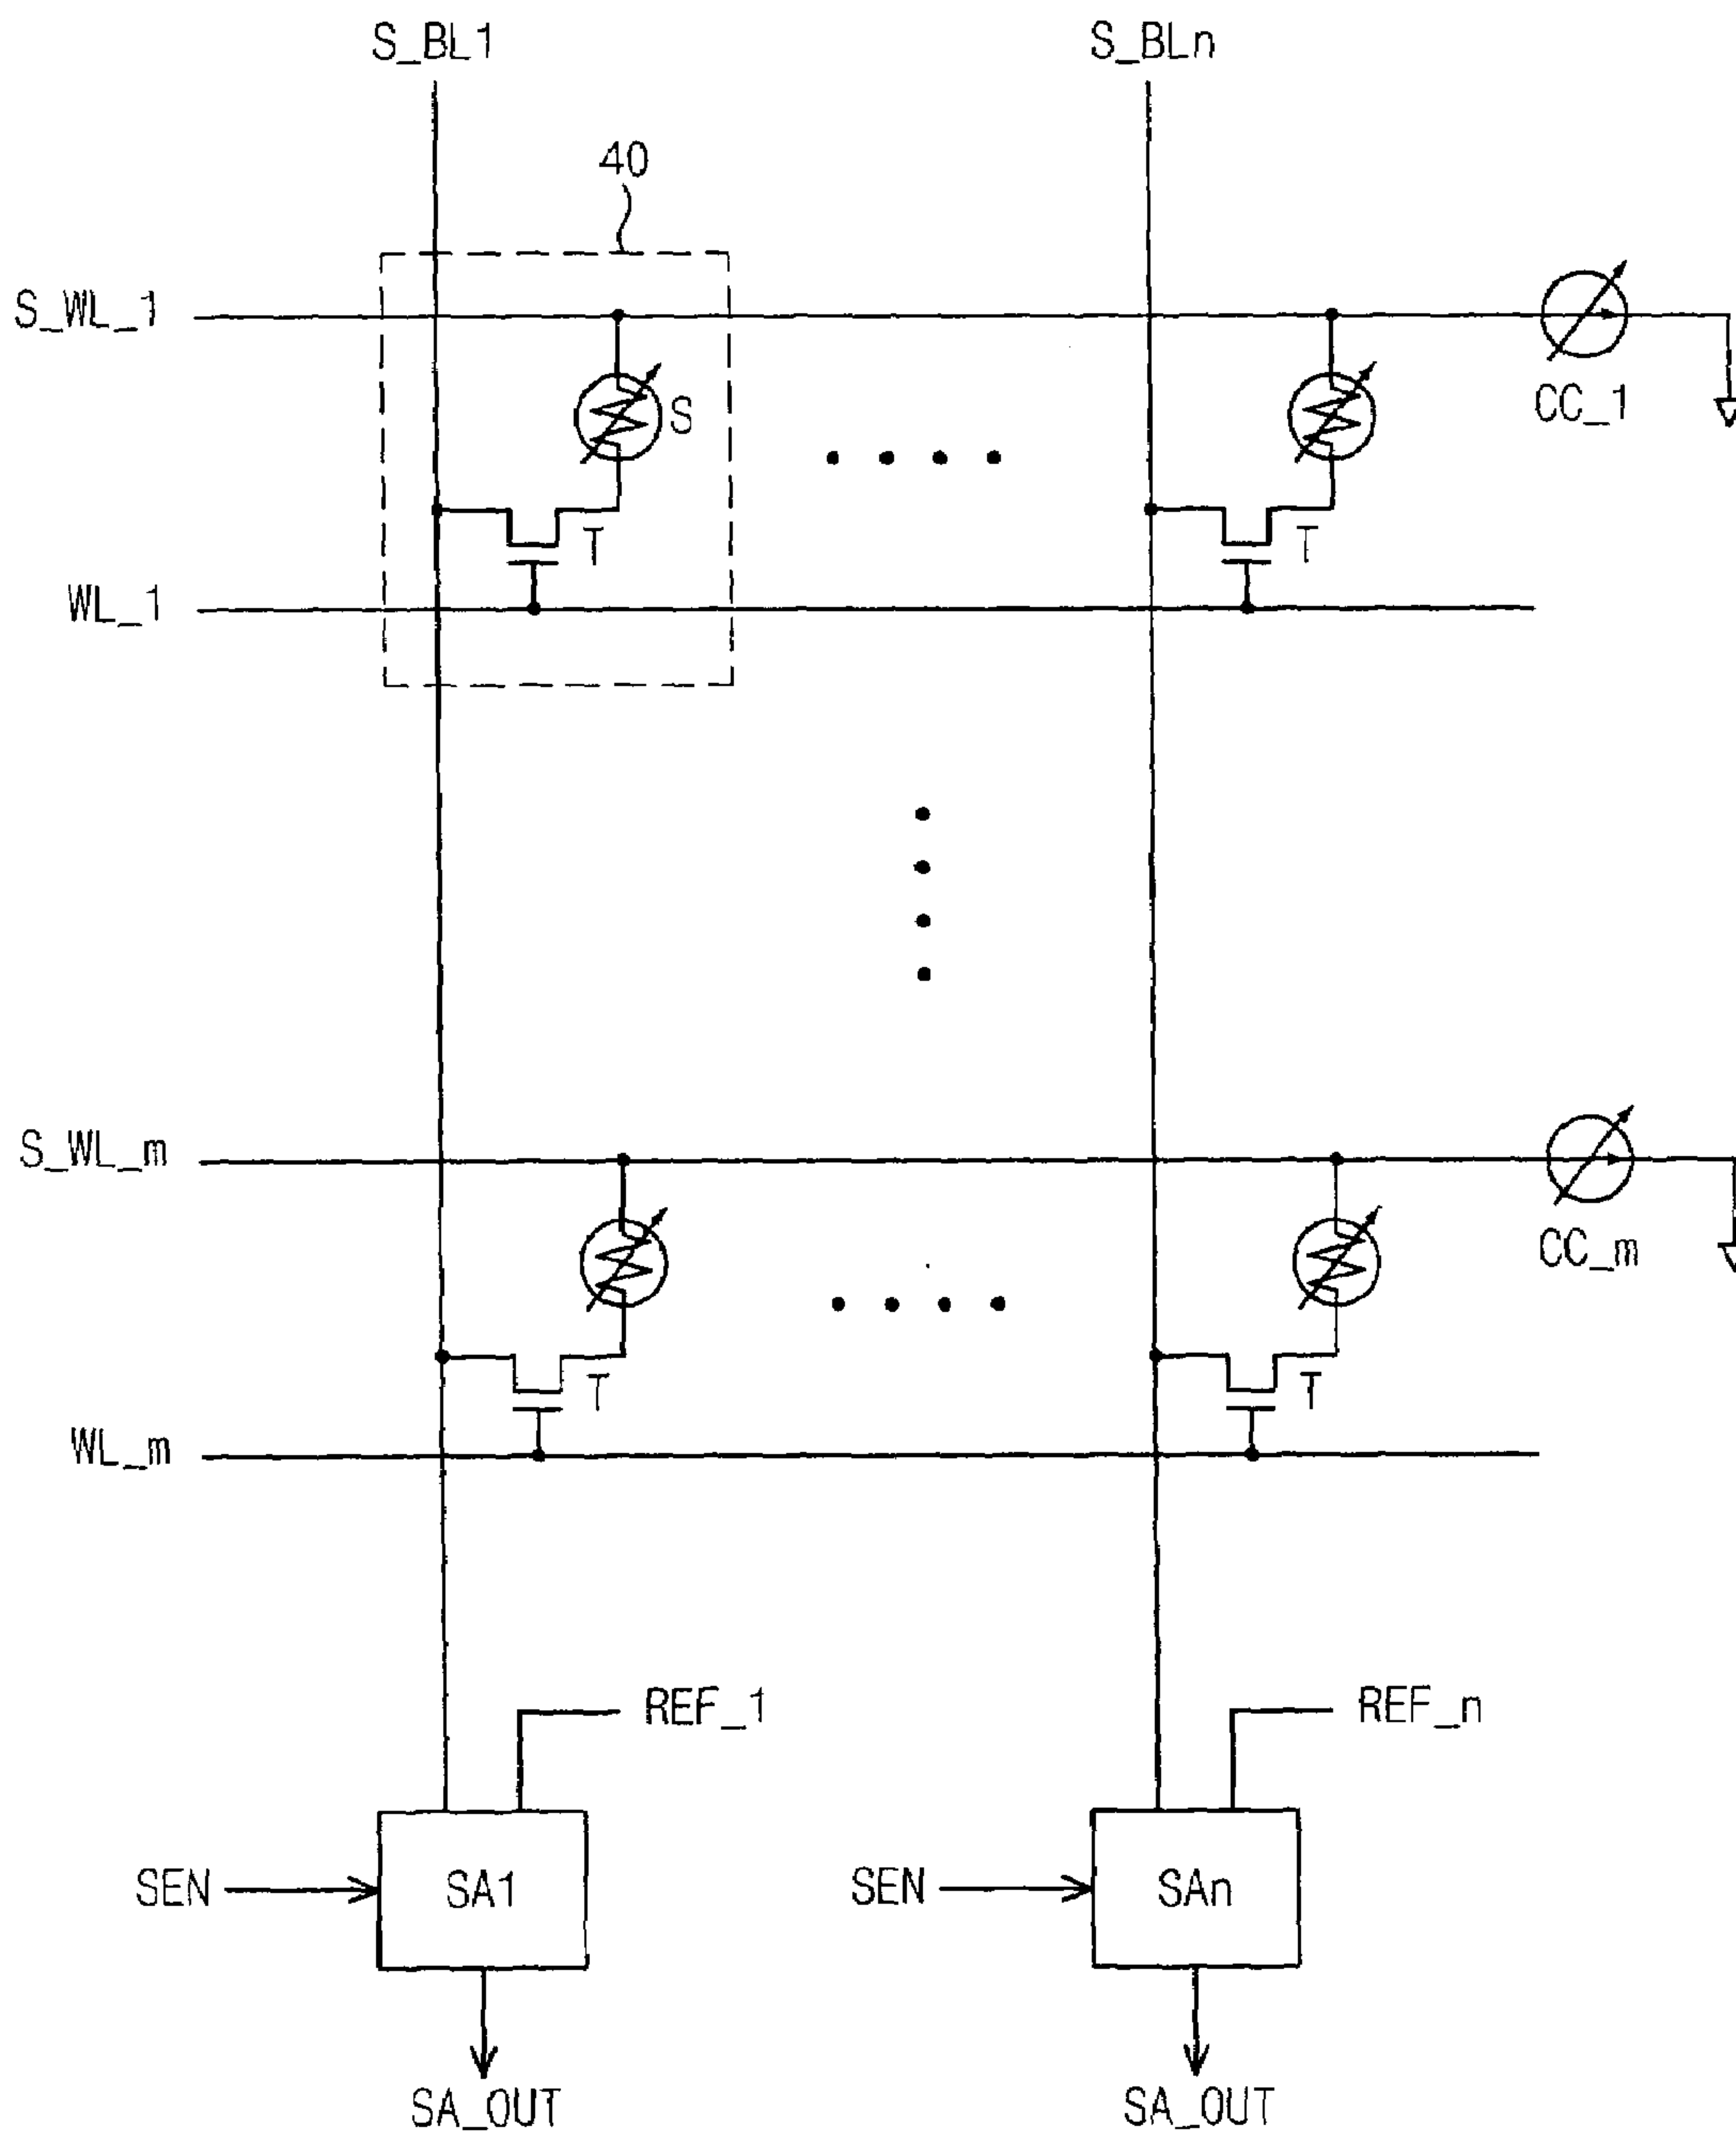 S_BL1
S_BLn
40
S_WL_1
S
CC_1
T
T
WL_1
S_WL_m
CC_m
T
T
WL_m
REF_1
REF_n
SEN
SA1
SEN
SAn
SA_OUT
SA_OUT